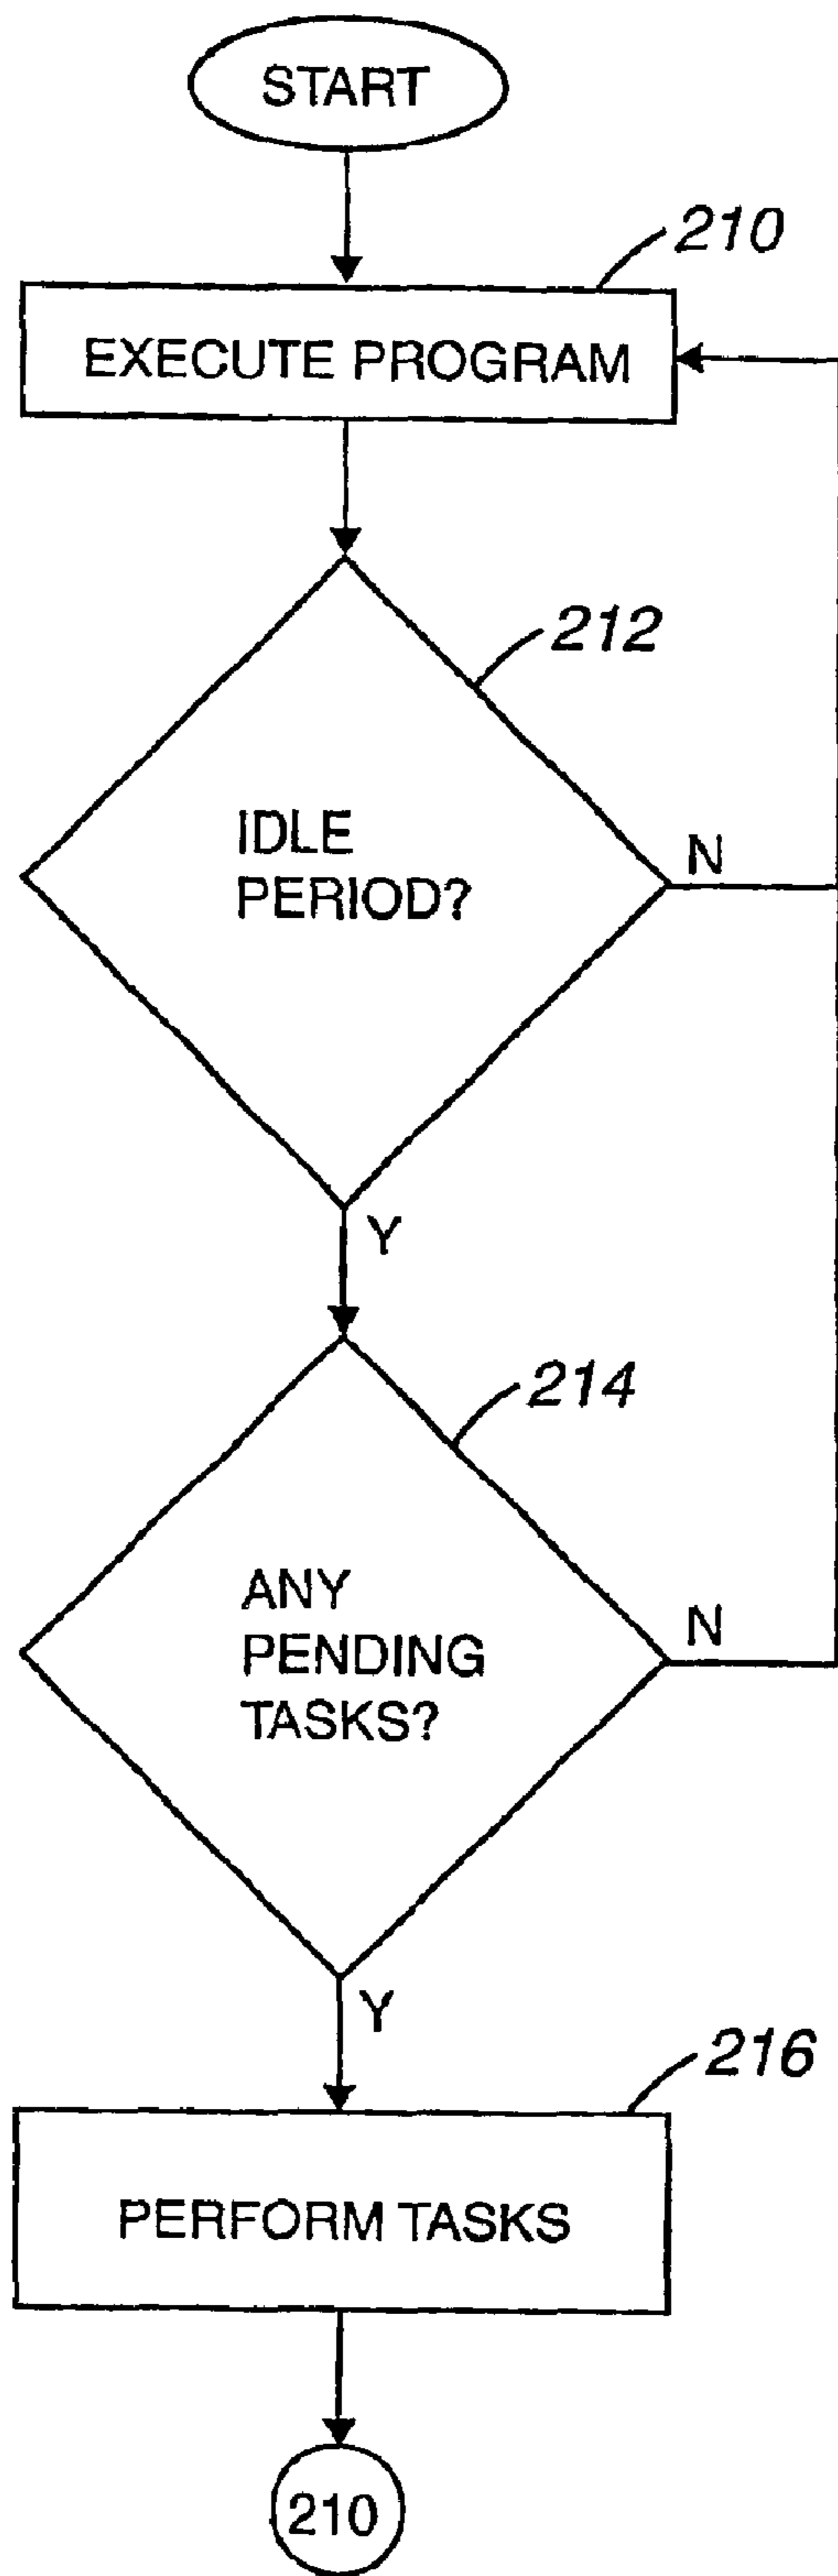 START
210
EXECUTE PROGRAM
212
IDLE
PERIOD?
N
Y
214
ANY
PENDING
TASKS?
N
Y
216
PERFORM TASKS
210